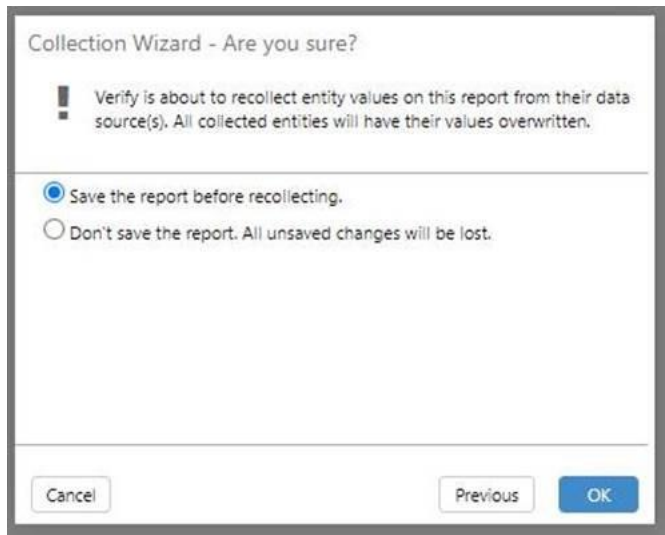 Collection Wizard - Are you sure?
! Verify is about to recollect entity values on this report from their data
source(s). All collected entities will have their values overwritten.
Save the report before recollecting.
Don't save the report. All unsaved changes will be lost.
Cancel Previous OK